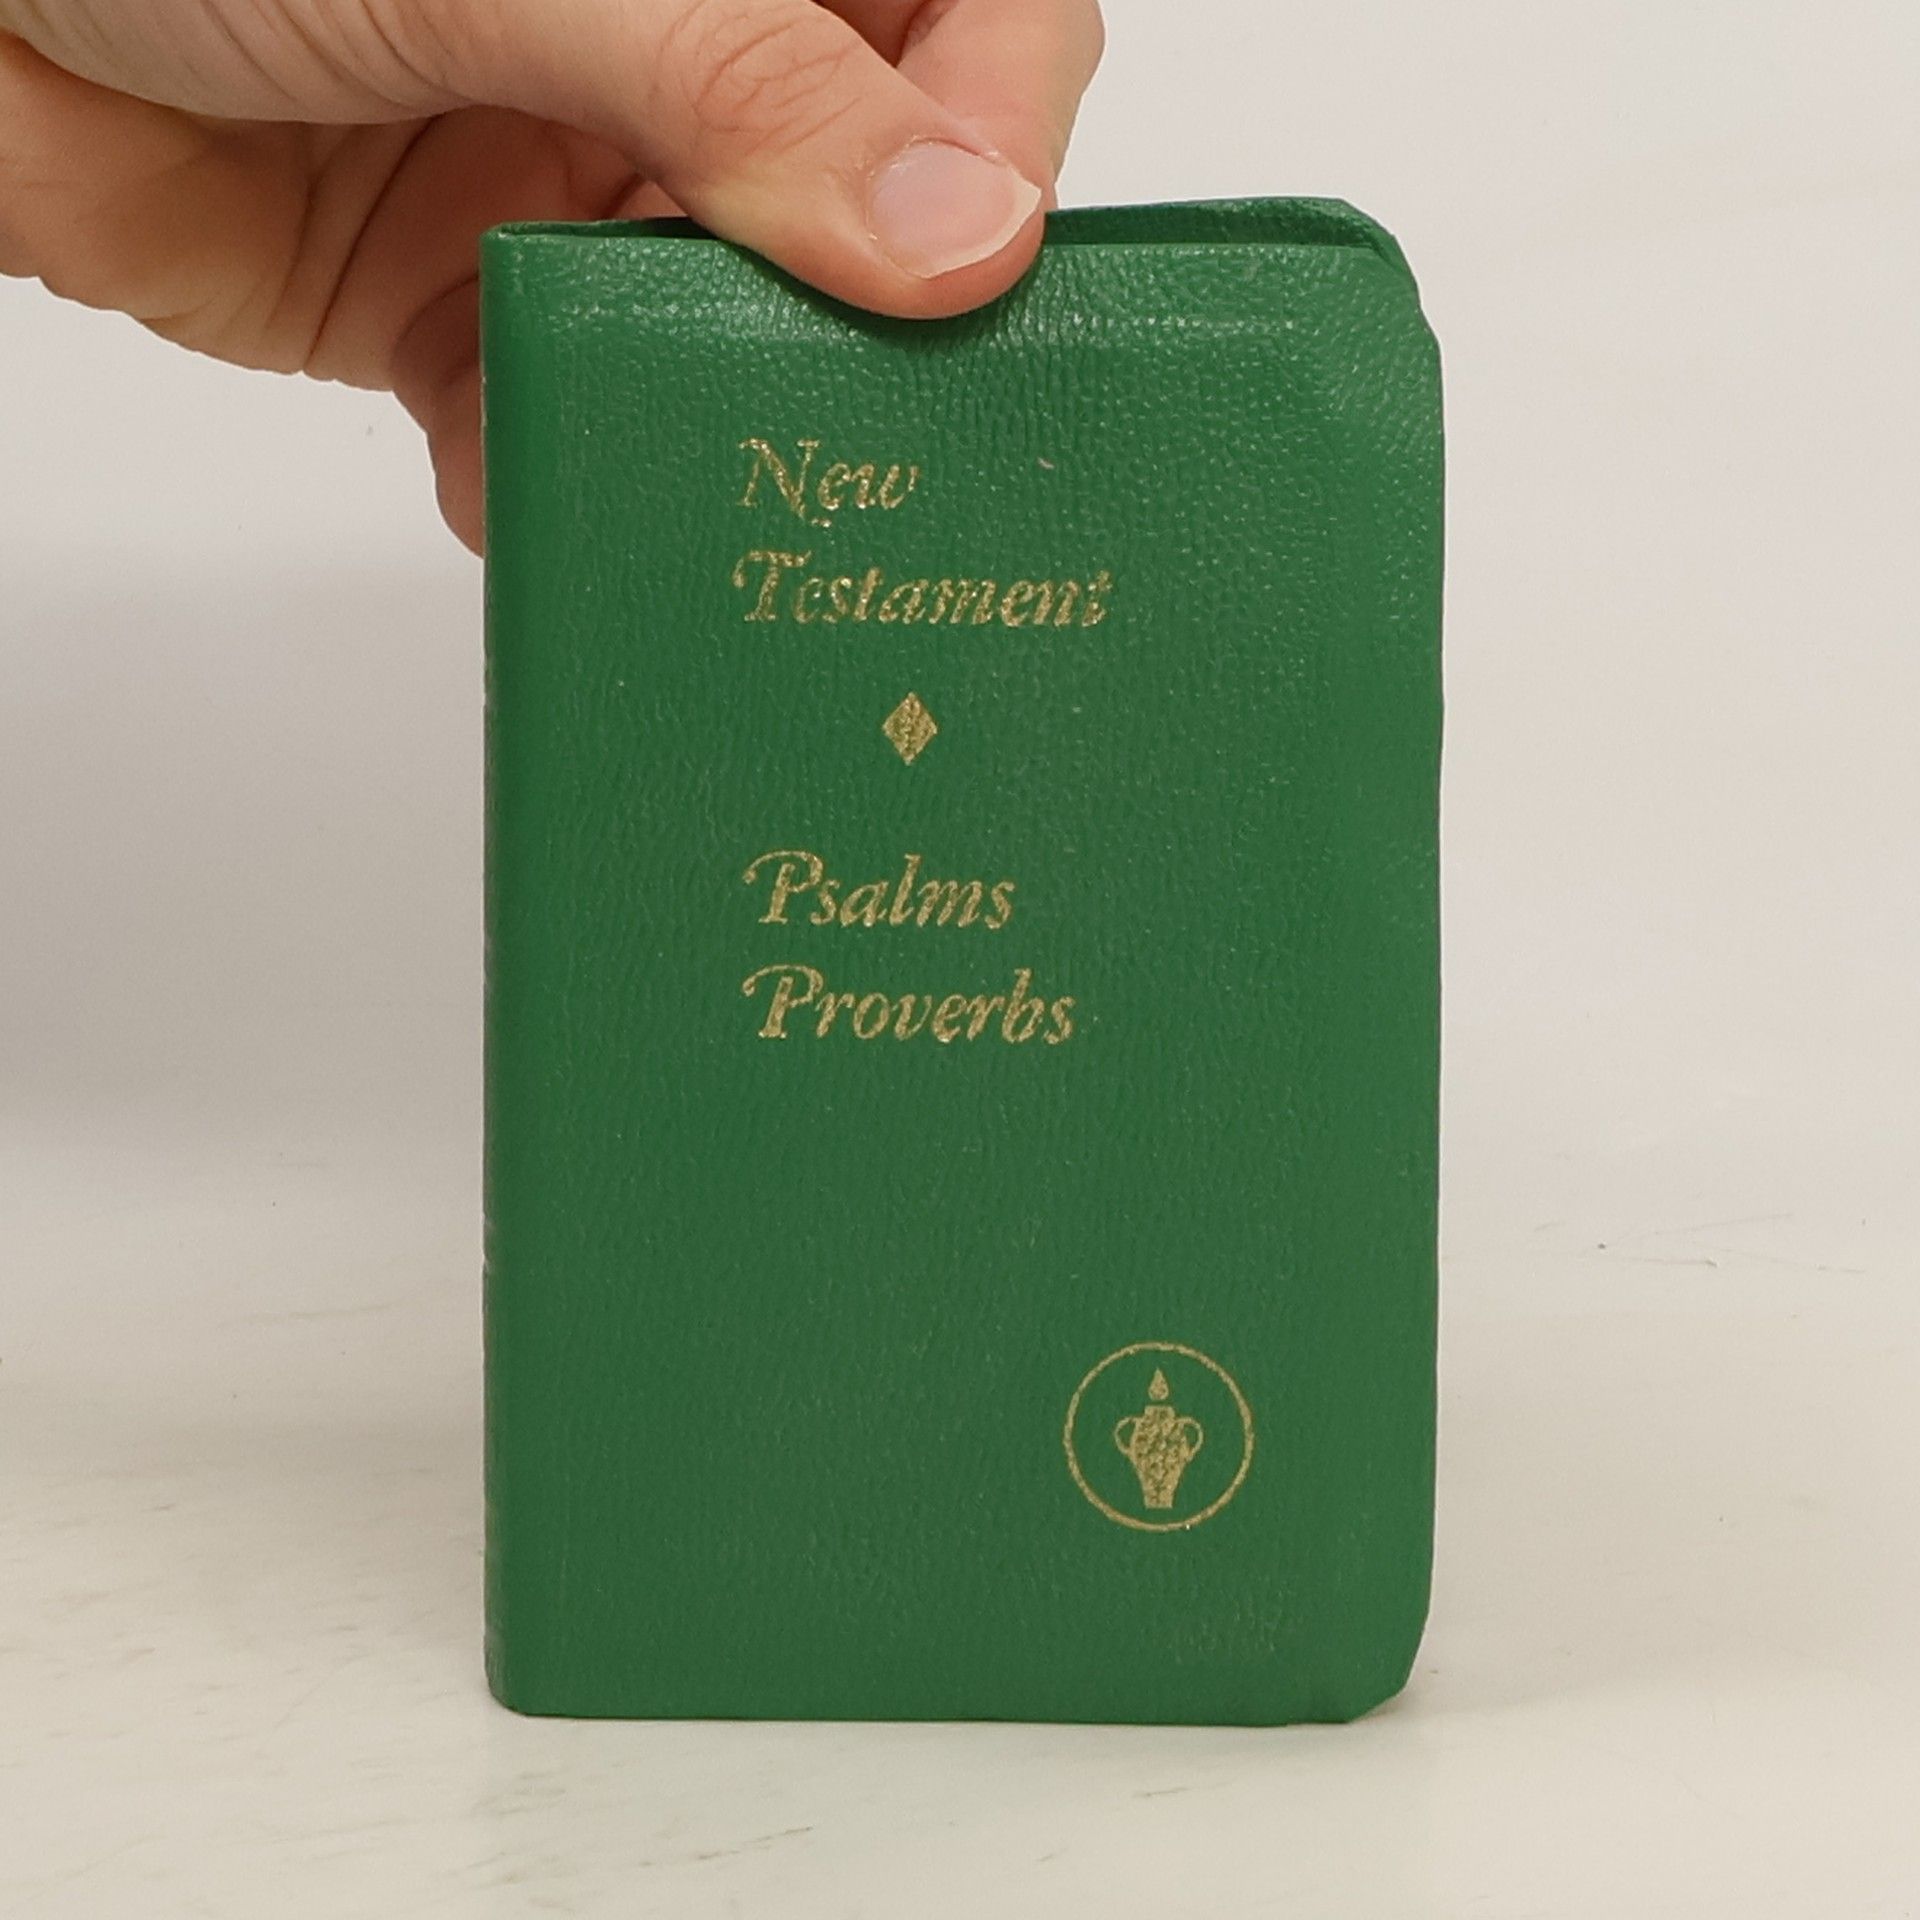 New
Testament
Psalms
Proverbs